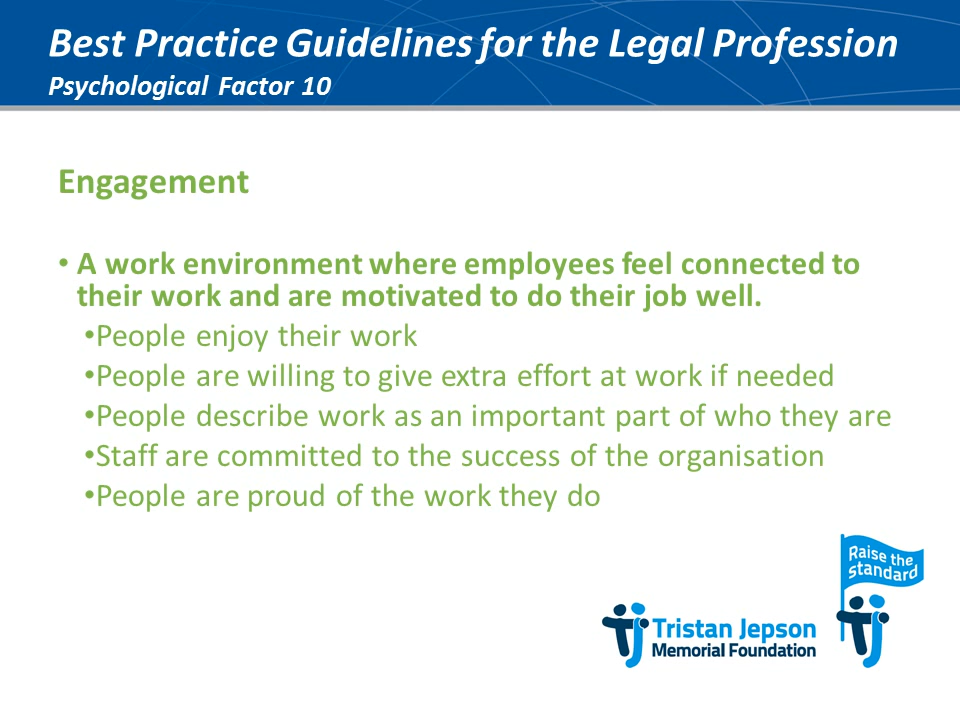 Best Practice Guidelines for the Legal Profession
Psychological Factor 10
Engagement
• A work environment where employees feel connected to
their work and are motivated to do their job well.
•People enjoy their work
•People are willing to give extra effort at work if needed
•People describe work as an important part of who they are
•Staff are committed to the success of the organisation
•People are proud of the work they do
Raise the
standard
Tristan Jepson
Memorial Foundation